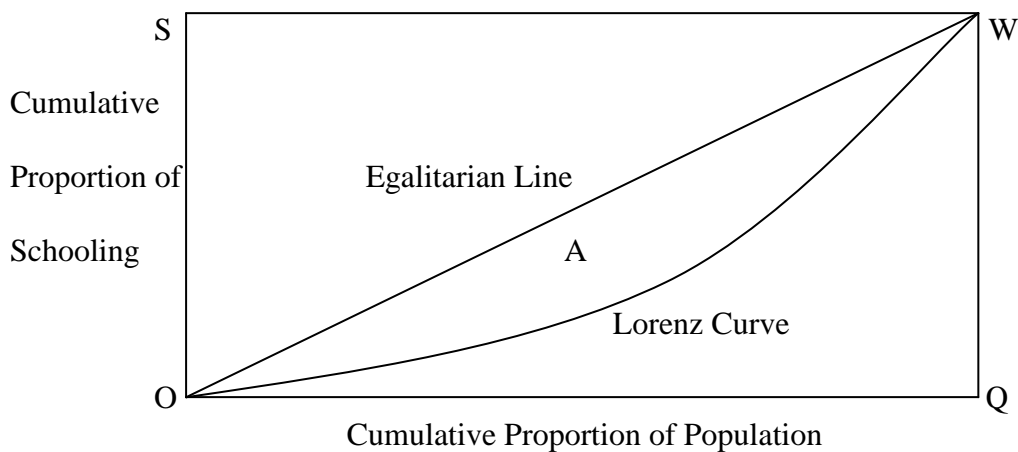 S
W
Cumulative
Proportion of
Egalitarian Line
Schooling
A
Lorenz Curve
O
Q
Cumulative Proportion of Population